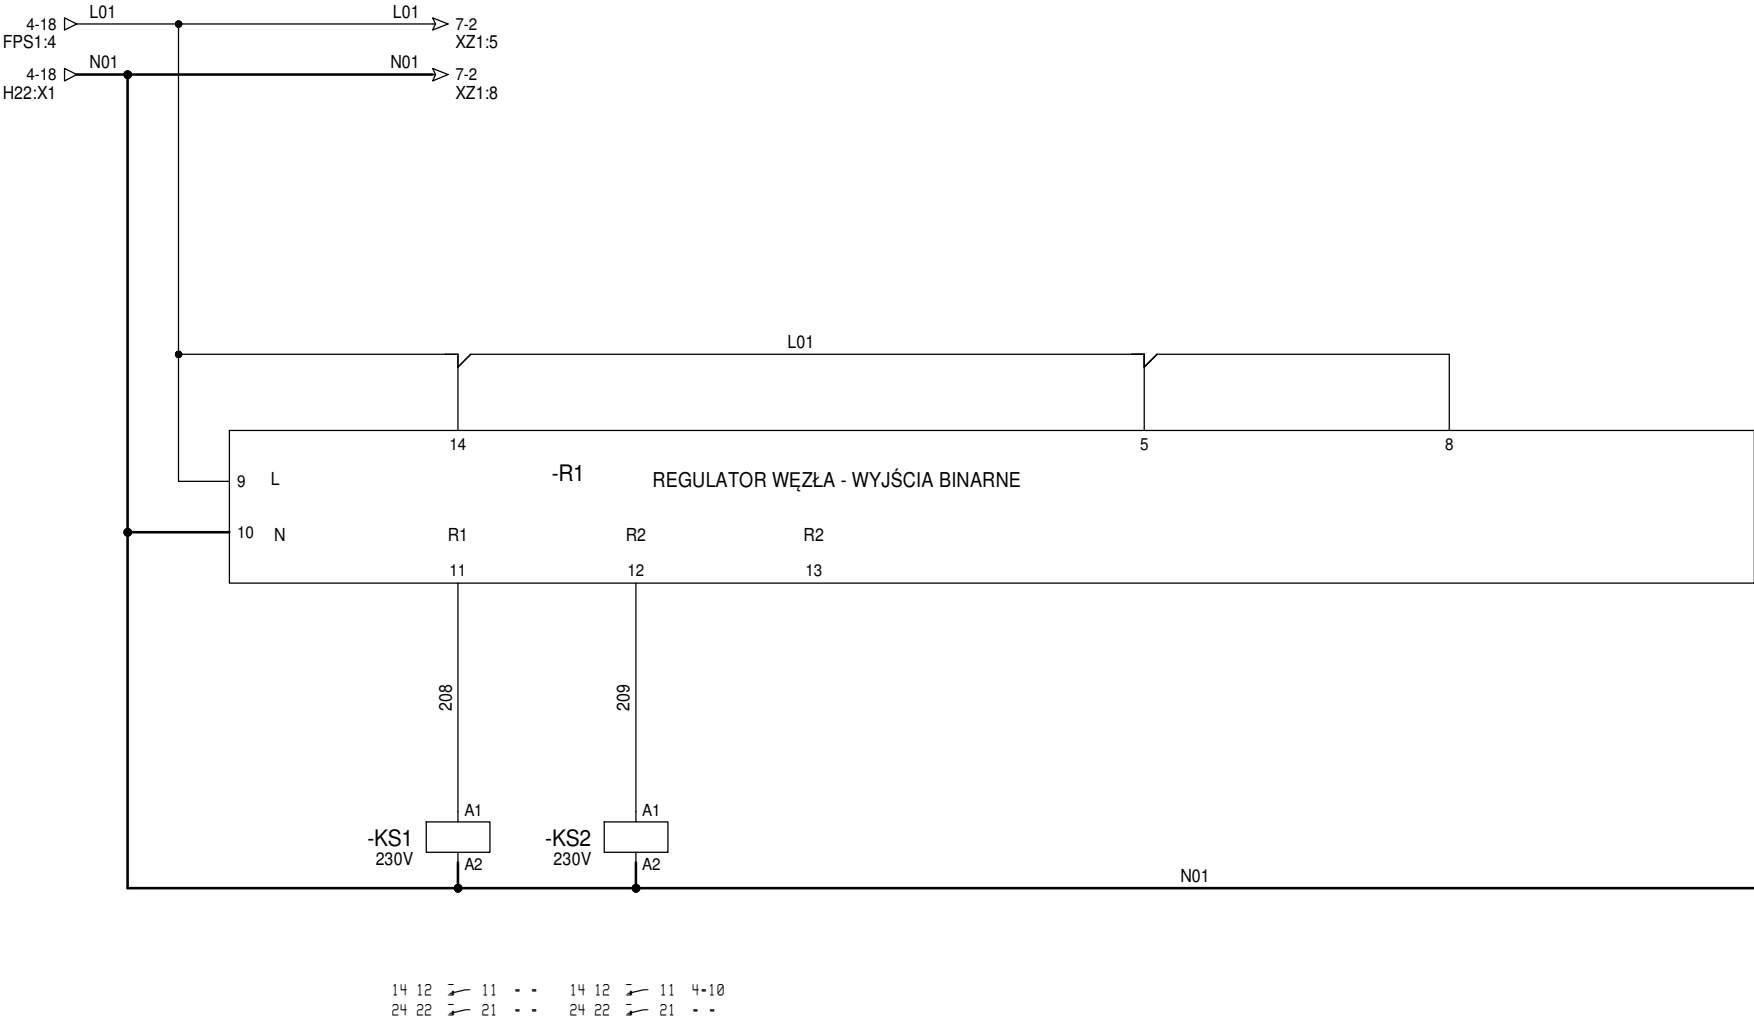 L01 L01
4-18 7-2
FPS1:4 XZ1:5
N01 N01
4-18 7-2
H22:X1 XZ1:8
L01
14 5 8
-R1 REGULATOR WĘZŁA - WYJŚCIA BINARNE
9 L
10 N R1 R2 R2
11 12 13
208 209
A1 A1
-KS1 -KS2
230V 230V
A2 A2
N01
14 12 11 - - 14 12 11 4-10
24 22 21 - - 24 22 21 - -